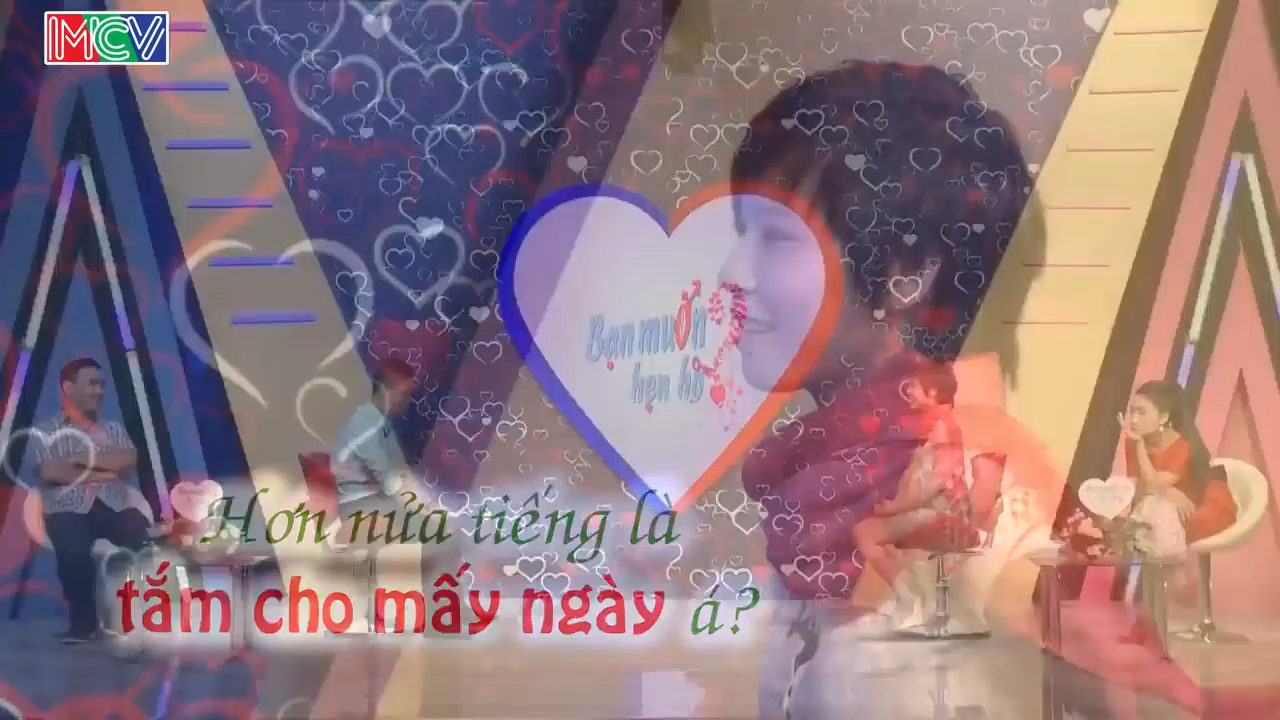 MCV
Bạn muốn
hẹn hò
Hơn nửa tiếng là
tắm cho mấy ngày á?